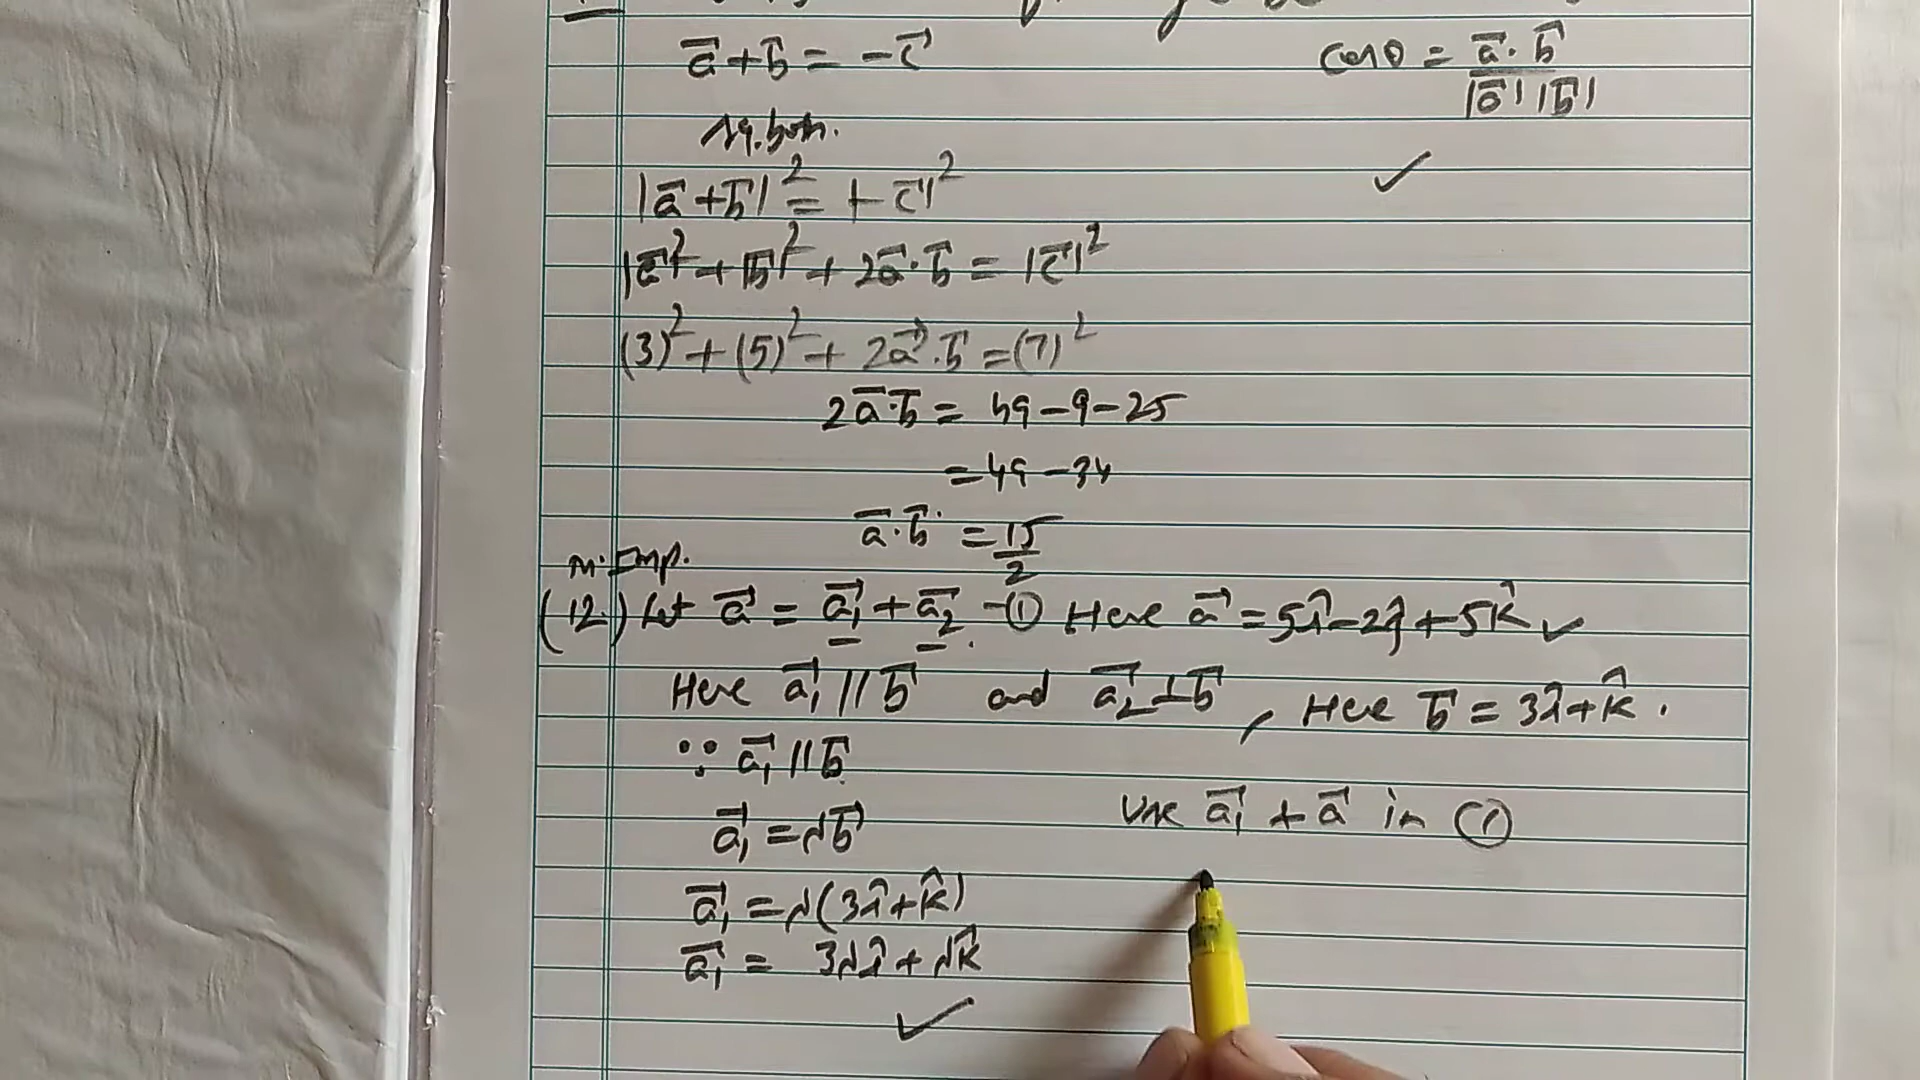 a⃗ + b⃗ = −c⃗
cosθ = a⃗ · b⃗ / |a⃗| |b⃗|
sq. both.
|a⃗ + b⃗|² = |−c⃗|²
|a⃗|² + |b⃗|² + 2a⃗·b⃗ = |c⃗|²
(3)² + (5)² + 2a⃗·b⃗ = (7)²
2a⃗·b⃗ = 49 − 9 − 25
= 49 − 34
a⃗·b⃗ = 15/2
m. Imp.
(12.) Let a⃗ = a⃗₁ + a⃗₂ —① Here a⃗ = 5î − 2ĵ + 5k̂ ✓
Here a⃗₁ || b⃗ and a⃗₂ ⊥ b⃗, Here b⃗ = 3î + k̂.
∵ a⃗₁ || b⃗
a⃗₁ = λb⃗
Use a⃗₁ + a⃗ in ①
a⃗₁ = λ(3î + k̂)
a⃗₁ = 3λî + λk̂